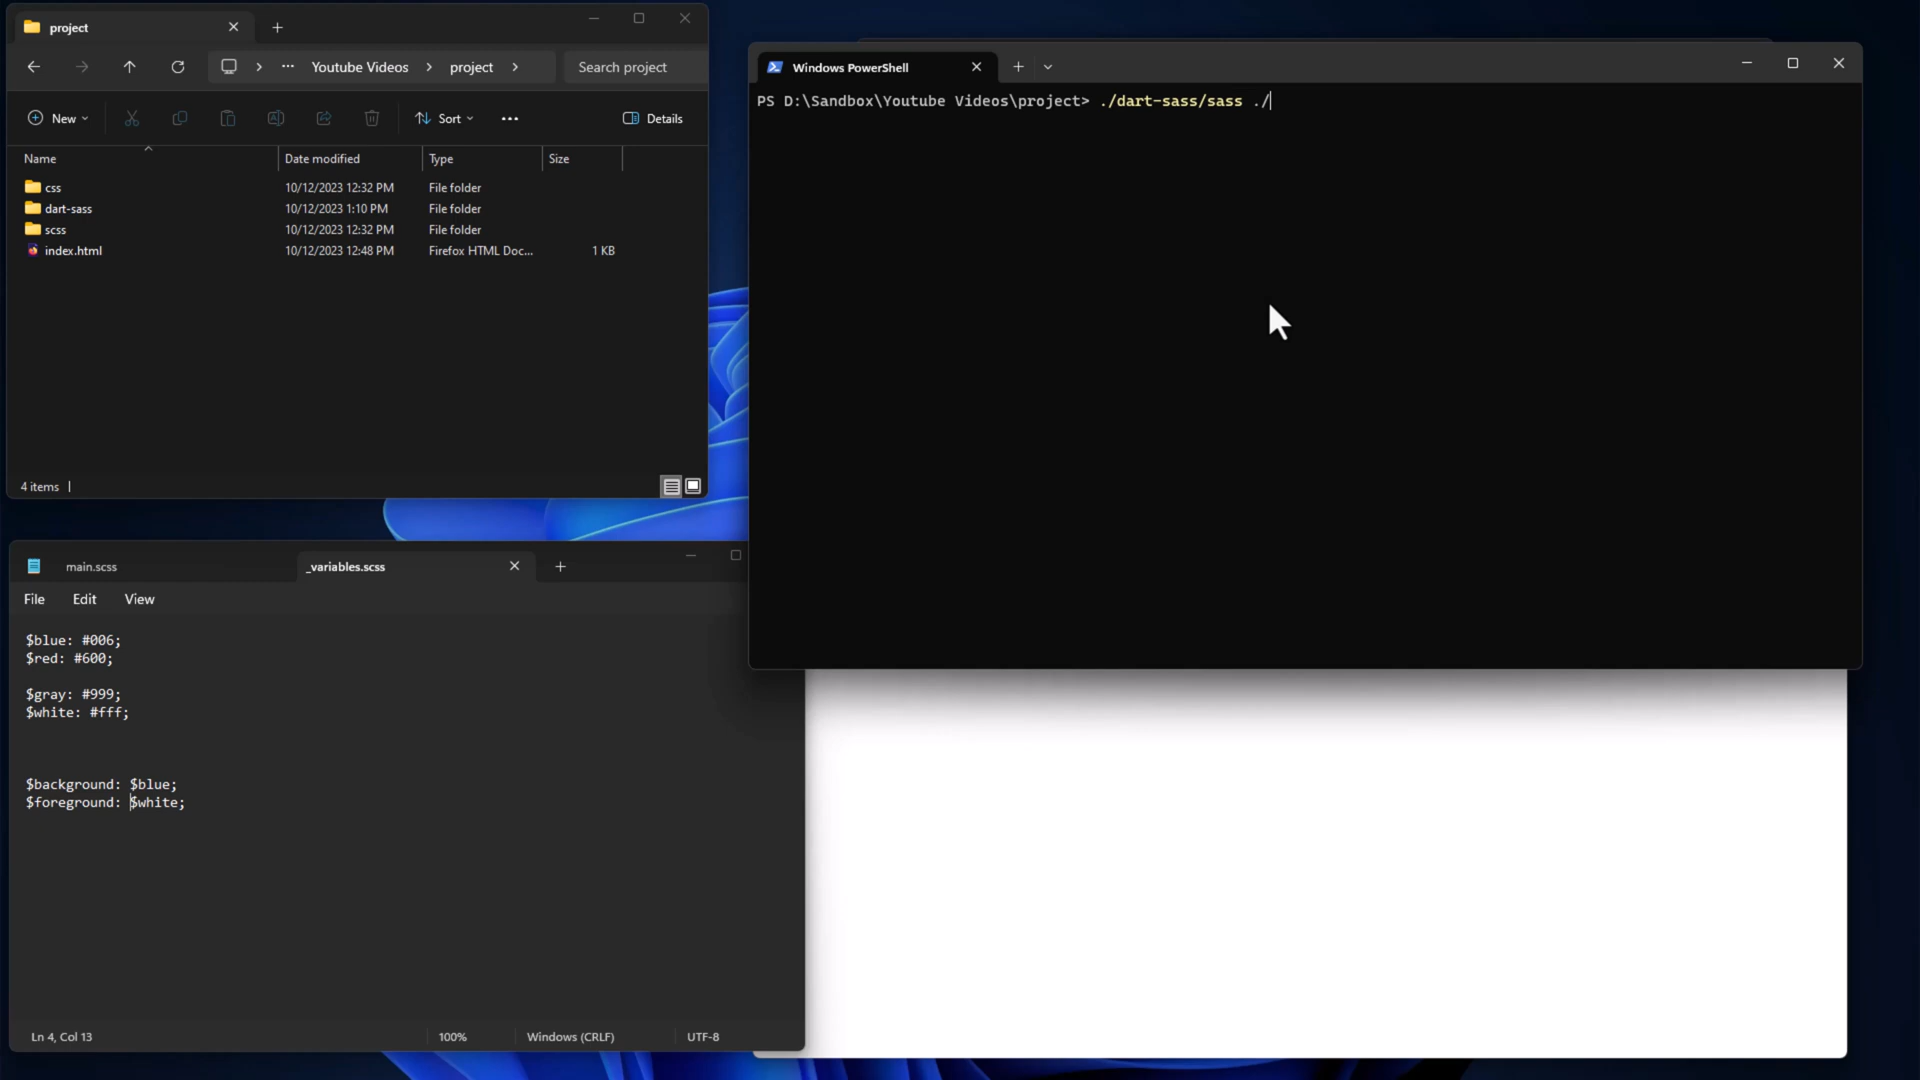 project
Youtube Videos
project
Search project
New
Sort
Details
Name
Date modified
Type
Size
css
10/12/2023 12:32 PM
File folder
dart-sass
10/12/2023 1:10 PM
File folder
scss
10/12/2023 12:32 PM
File folder
index.html
10/12/2023 12:48 PM
Firefox HTML Doc...
1 KB
4 items
Windows PowerShell
PS D:\Sandbox\Youtube Videos\project> ./dart-sass/sass ./
main.scss
_variables.scss
File
Edit
View
$blue: #006;
$red: #600;
$gray: #999;
$white: #fff;
$background: $blue;
$foreground: $white;
Ln 4, Col 13
100%
Windows (CRLF)
UTF-8